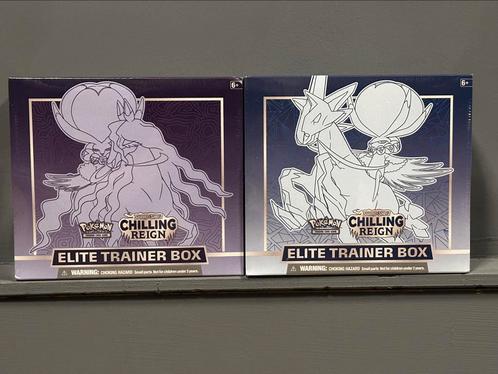 6+
POKéMON
CHILLING
REIGN
ELITE TRAINER BOX
WARNING: CHOKING HAZARD Small parts. Not for children under 3 years.
6+
POKéMON
CHILLING
REIGN
ELITE TRAINER BOX
WARNING: CHOKING HAZARD Small parts. Not for children under 3 years.